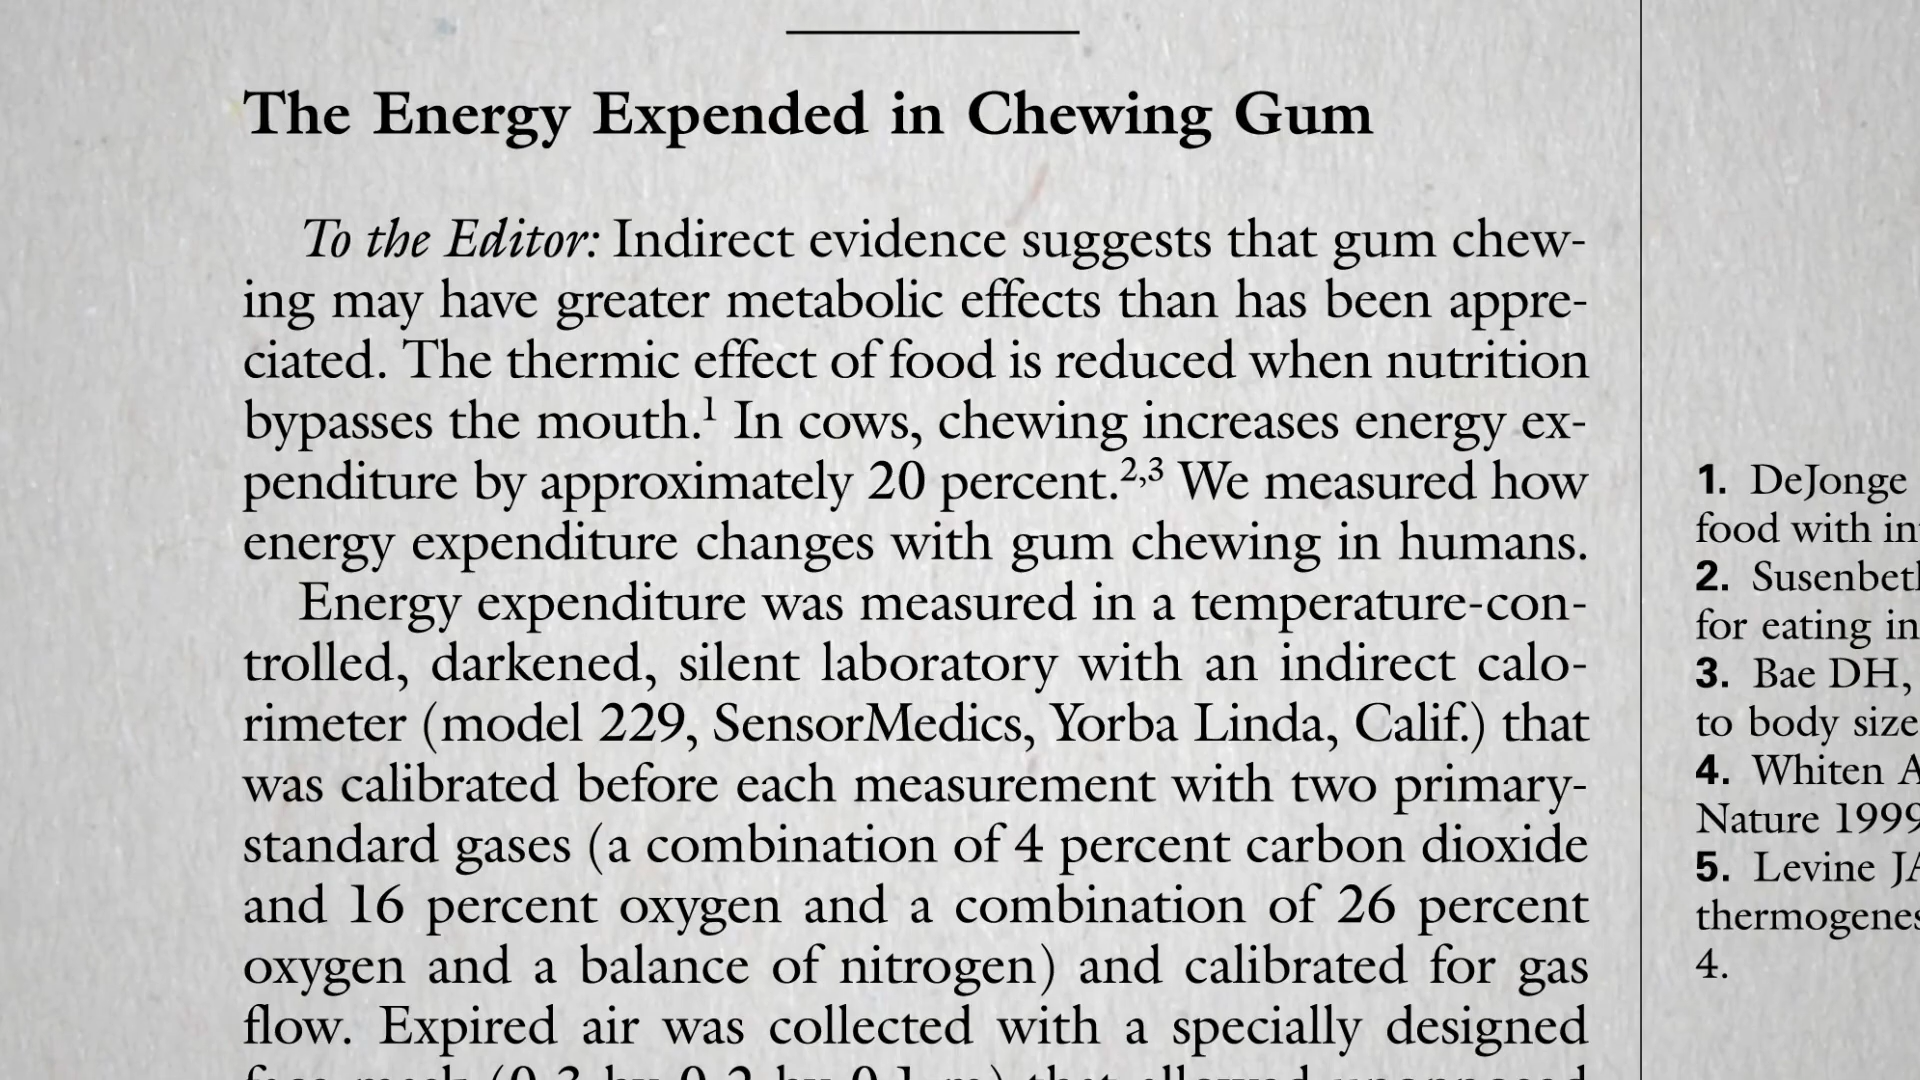 The Energy Expended in Chewing Gum
To the Editor: Indirect evidence suggests that gum chew-
ing may have greater metabolic effects than has been appre-
ciated. The thermic effect of food is reduced when nutrition
bypasses the mouth.¹ In cows, chewing increases energy ex-
penditure by approximately 20 percent.²,³ We measured how
energy expenditure changes with gum chewing in humans.
Energy expenditure was measured in a temperature-con-
trolled, darkened, silent laboratory with an indirect calo-
rimeter (model 229, SensorMedics, Yorba Linda, Calif.) that
was calibrated before each measurement with two primary-
standard gases (a combination of 4 percent carbon dioxide
and 16 percent oxygen and a combination of 26 percent
oxygen and a balance of nitrogen) and calibrated for gas
flow. Expired air was collected with a specially designed
1. DeJonge
food with in
2. Susenbeth
for eating in
3. Bae DH,
to body size
4. Whiten A
Nature 1999
5. Levine JA
thermogenes
4.